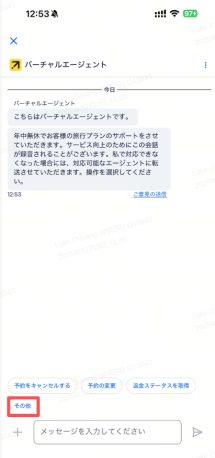 12:53
97+
バーチャルエージェント
今日
バーチャルエージェント
こちらはバーチャルエージェントです。
年中無休でお客様の旅行プランのサポートをさせ
ていただきます。サービス向上のためにこの会話
が録音されることがございます。私で対応できな
くなった場合には、対応可能なエージェントに転
送させていただきます。操作を選択してくださ
い。
12:53 ご意見の送信
予約をキャンセルする 予約の変更 返金ステータスを取得
その他
メッセージを入力してください